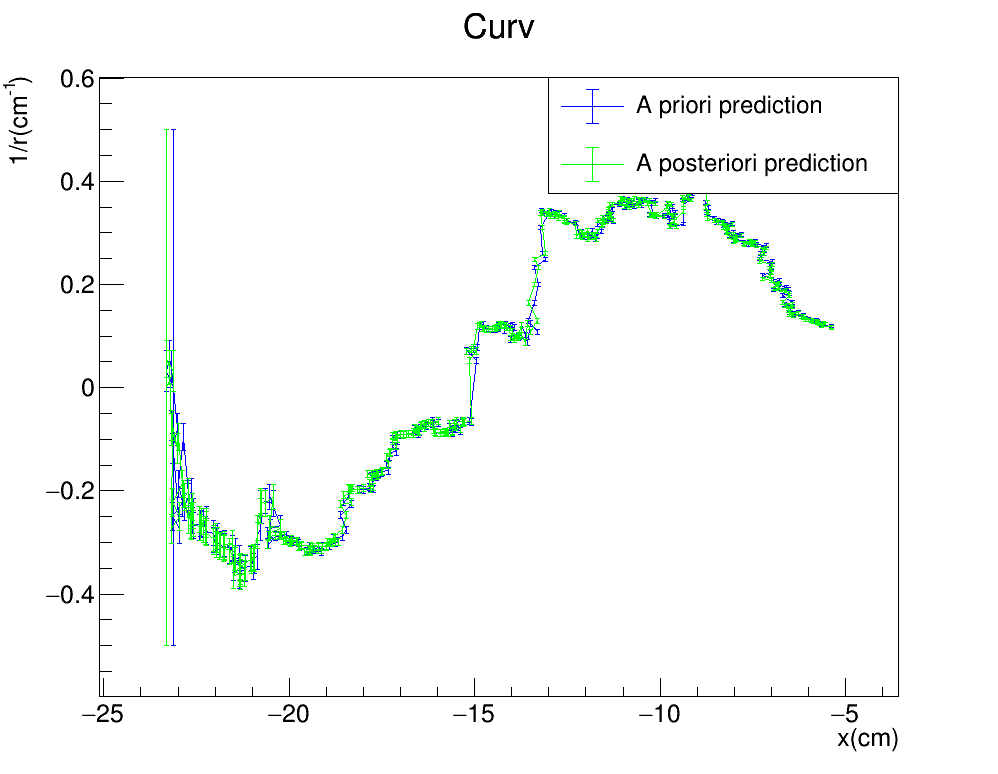 Curv
1/r(cm⁻¹)
A priori prediction
A posteriori prediction
0.6
0.4
0.2
0
−0.2
−0.4
−25
−20
−15
−10
−5
x(cm)